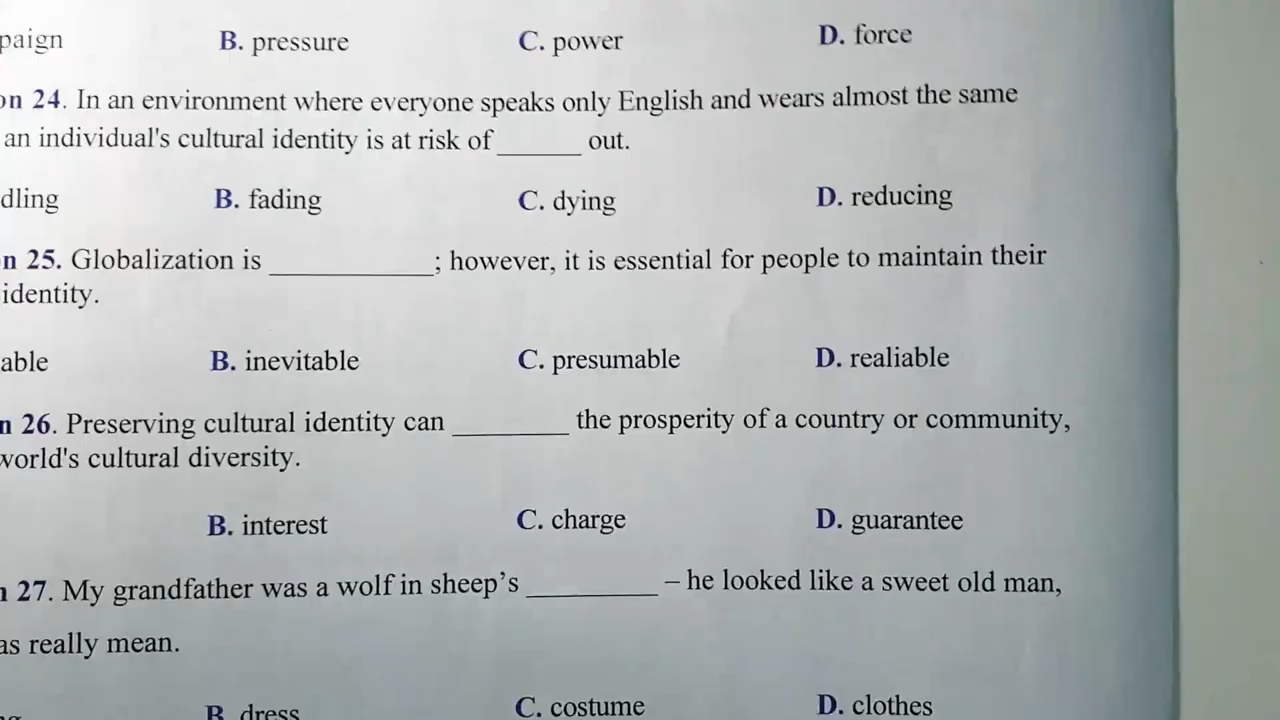 paign B. pressure C. power D. force
on 24. In an environment where everyone speaks only English and wears almost the same
an individual's cultural identity is at risk of ______ out.
dling B. fading C. dying D. reducing
n 25. Globalization is ____________; however, it is essential for people to maintain their
identity.
able B. inevitable C. presumable D. realiable
n 26. Preserving cultural identity can ________ the prosperity of a country or community,
world's cultural diversity.
B. interest C. charge D. guarantee
n 27. My grandfather was a wolf in sheep’s _________ – he looked like a sweet old man,
as really mean.
B. dress C. costume D. clothes